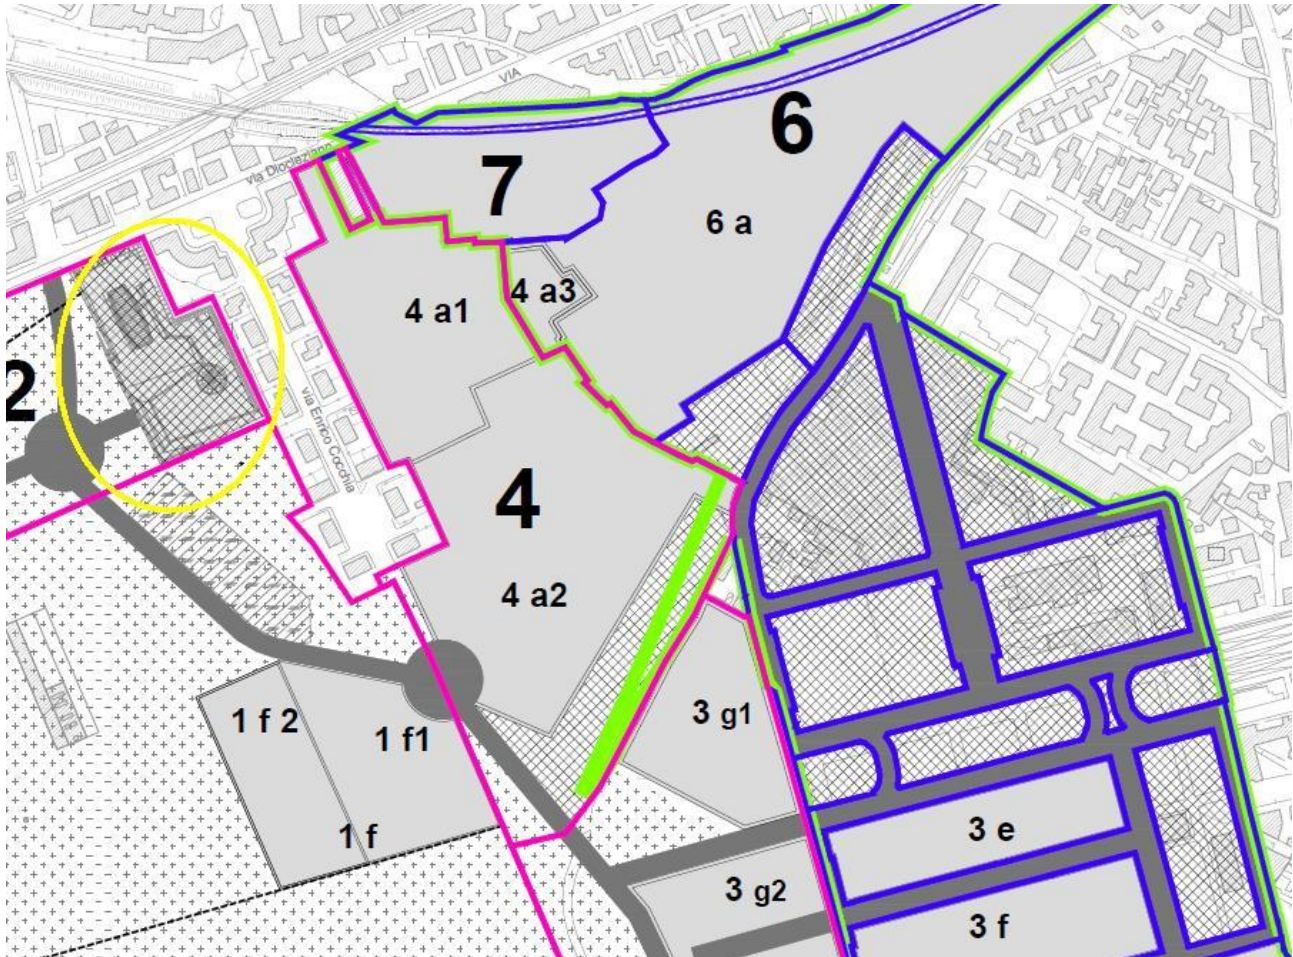 VIA
via Diocleziano
6
7
6 a
4 a3
4 a1
2
via Enrico Cocchia
4
4 a2
3 g1
1 f 2
1 f1
1 f
3 e
3 g2
3 f